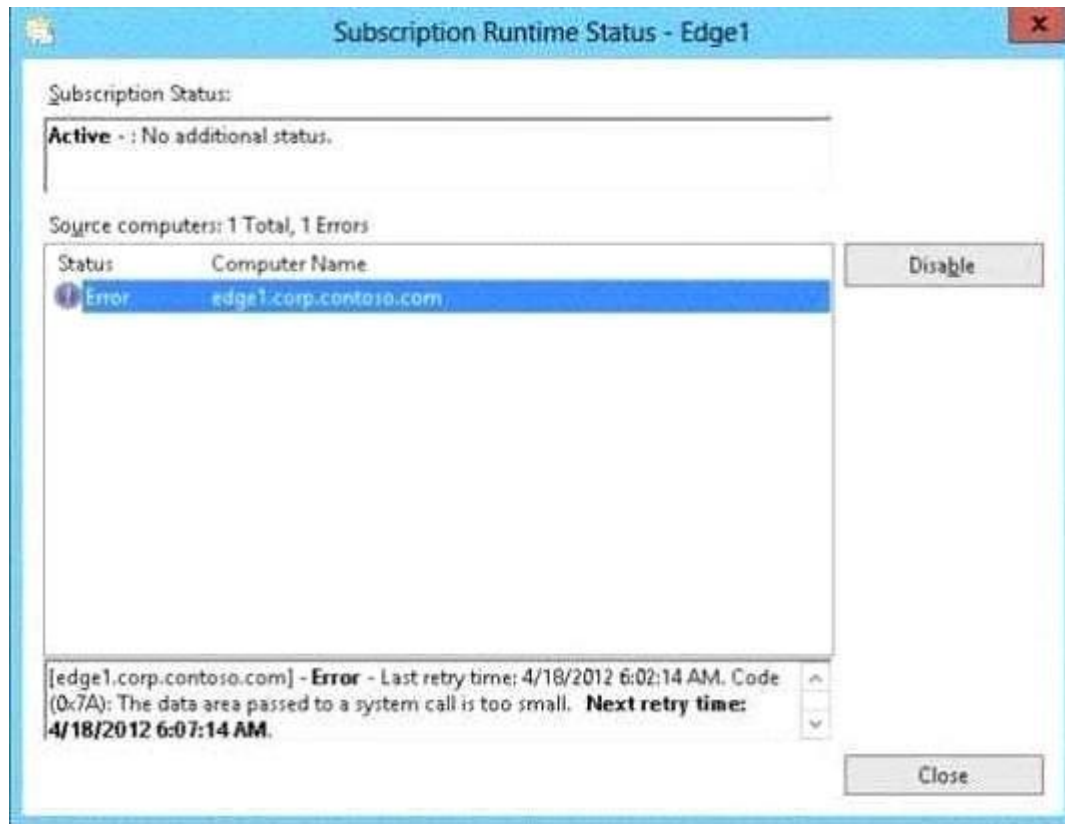 Subscription Runtime Status - Edge1
x
Subscription Status:
Active - : No additional status.
Source computers: 1 Total, 1 Errors
Status Computer Name
Disable
Error edge1.corp.contoso.com
[edge1.corp.contoso.com] - Error - Last retry time: 4/18/2012 6:02:14 AM. Code
(0x7A): The data area passed to a system call is too small. Next retry time:
4/18/2012 6:07:14 AM.
Close